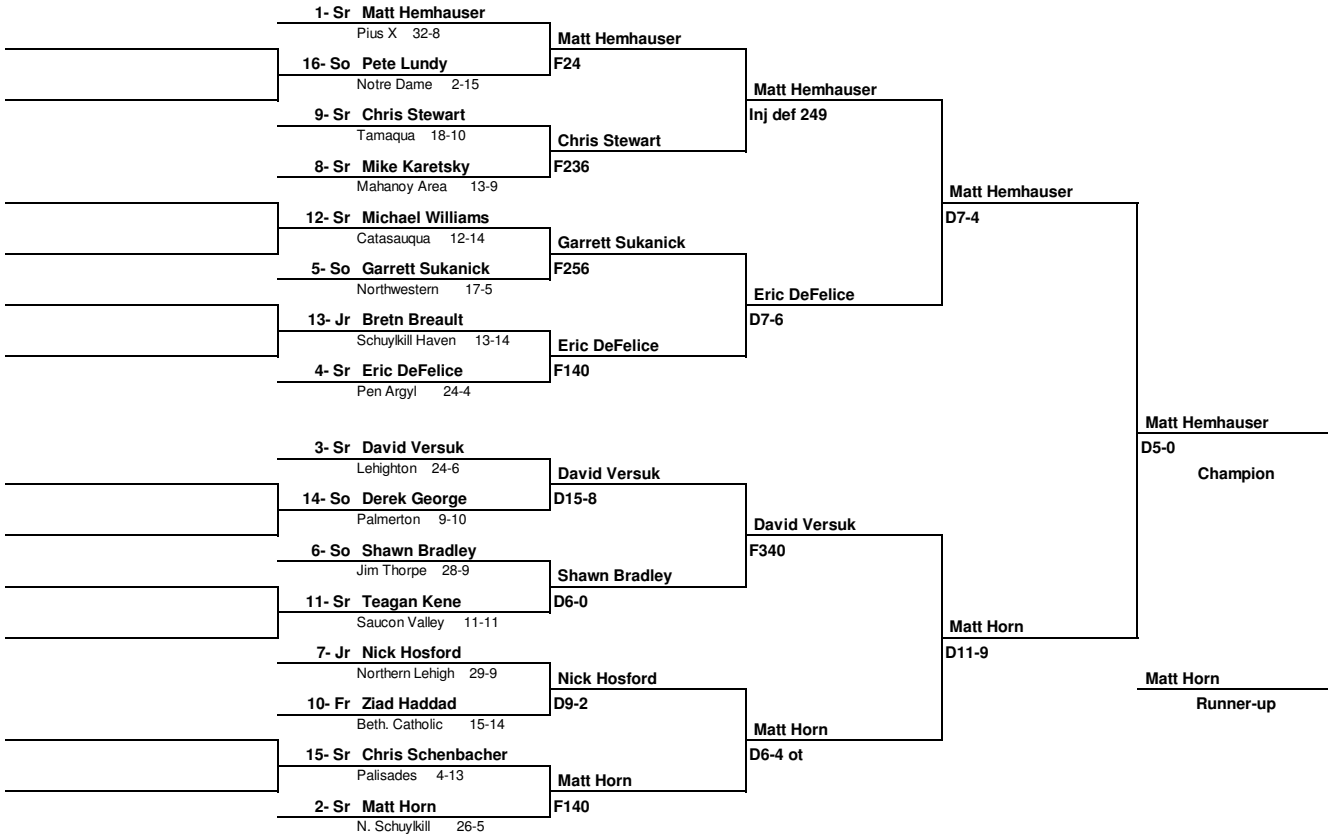 1- Sr Matt Hemhauser
Pius X 32-8
Matt Hemhauser
16- So Pete Lundy
F24
Notre Dame 2-15
Matt Hemhauser
9- Sr Chris Stewart
Inj def 249
Tamaqua 18-10
Chris Stewart
8- Sr Mike Karetsky
F236
Mahanoy Area 13-9
Matt Hemhauser
12- Sr Michael Williams
D7-4
Catasauqua 12-14
Garrett Sukanick
5- So Garrett Sukanick
F256
Northwestern 17-5
Eric DeFelice
13- Jr Bretn Breault
D7-6
Schuylkill Haven 13-14
Eric DeFelice
4- Sr Eric DeFelice
F140
Pen Argyl 24-4
Matt Hemhauser
3- Sr David Versuk
D5-0
Lehighton 24-6
David Versuk
Champion
14- So Derek George
D15-8
Palmerton 9-10
David Versuk
6- So Shawn Bradley
F340
Jim Thorpe 28-9
Shawn Bradley
11- Sr Teagan Kene
D6-0
Saucon Valley 11-11
Matt Horn
7- Jr Nick Hosford
D11-9
Northern Lehigh 29-9
Nick Hosford
Matt Horn
10- Fr Ziad Haddad
D9-2
Runner-up
Beth. Catholic 15-14
Matt Horn
15- Sr Chris Schenbacher
D6-4 ot
Palisades 4-13
Matt Horn
2- Sr Matt Horn
F140
N. Schuylkill 26-5